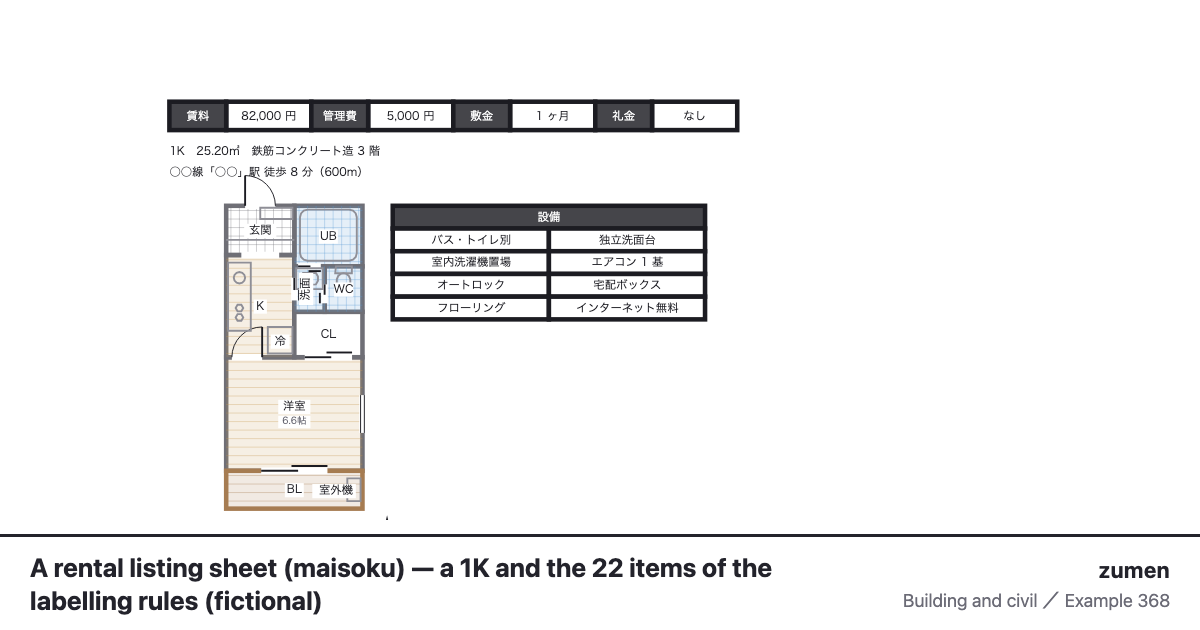 賃料 82,000 円 管理費 5,000 円 敷金 1 ヶ月 礼金 なし
1K 25.20㎡ 鉄筋コンクリート造 3 階
〇〇線「〇〇」駅 徒歩 8 分（600m）
玄関
UB
洗面
WC
K
冷
CL
洋室
6.6帖
BL 室外機
設備
バス・トイレ別 独立洗面台
室内洗濯機置場 エアコン 1 基
オートロック 宅配ボックス
フローリング インターネット無料
A rental listing sheet (maisoku) — a 1K and the 22 items of the
labelling rules (fictional)
zumen
Building and civil ／ Example 368